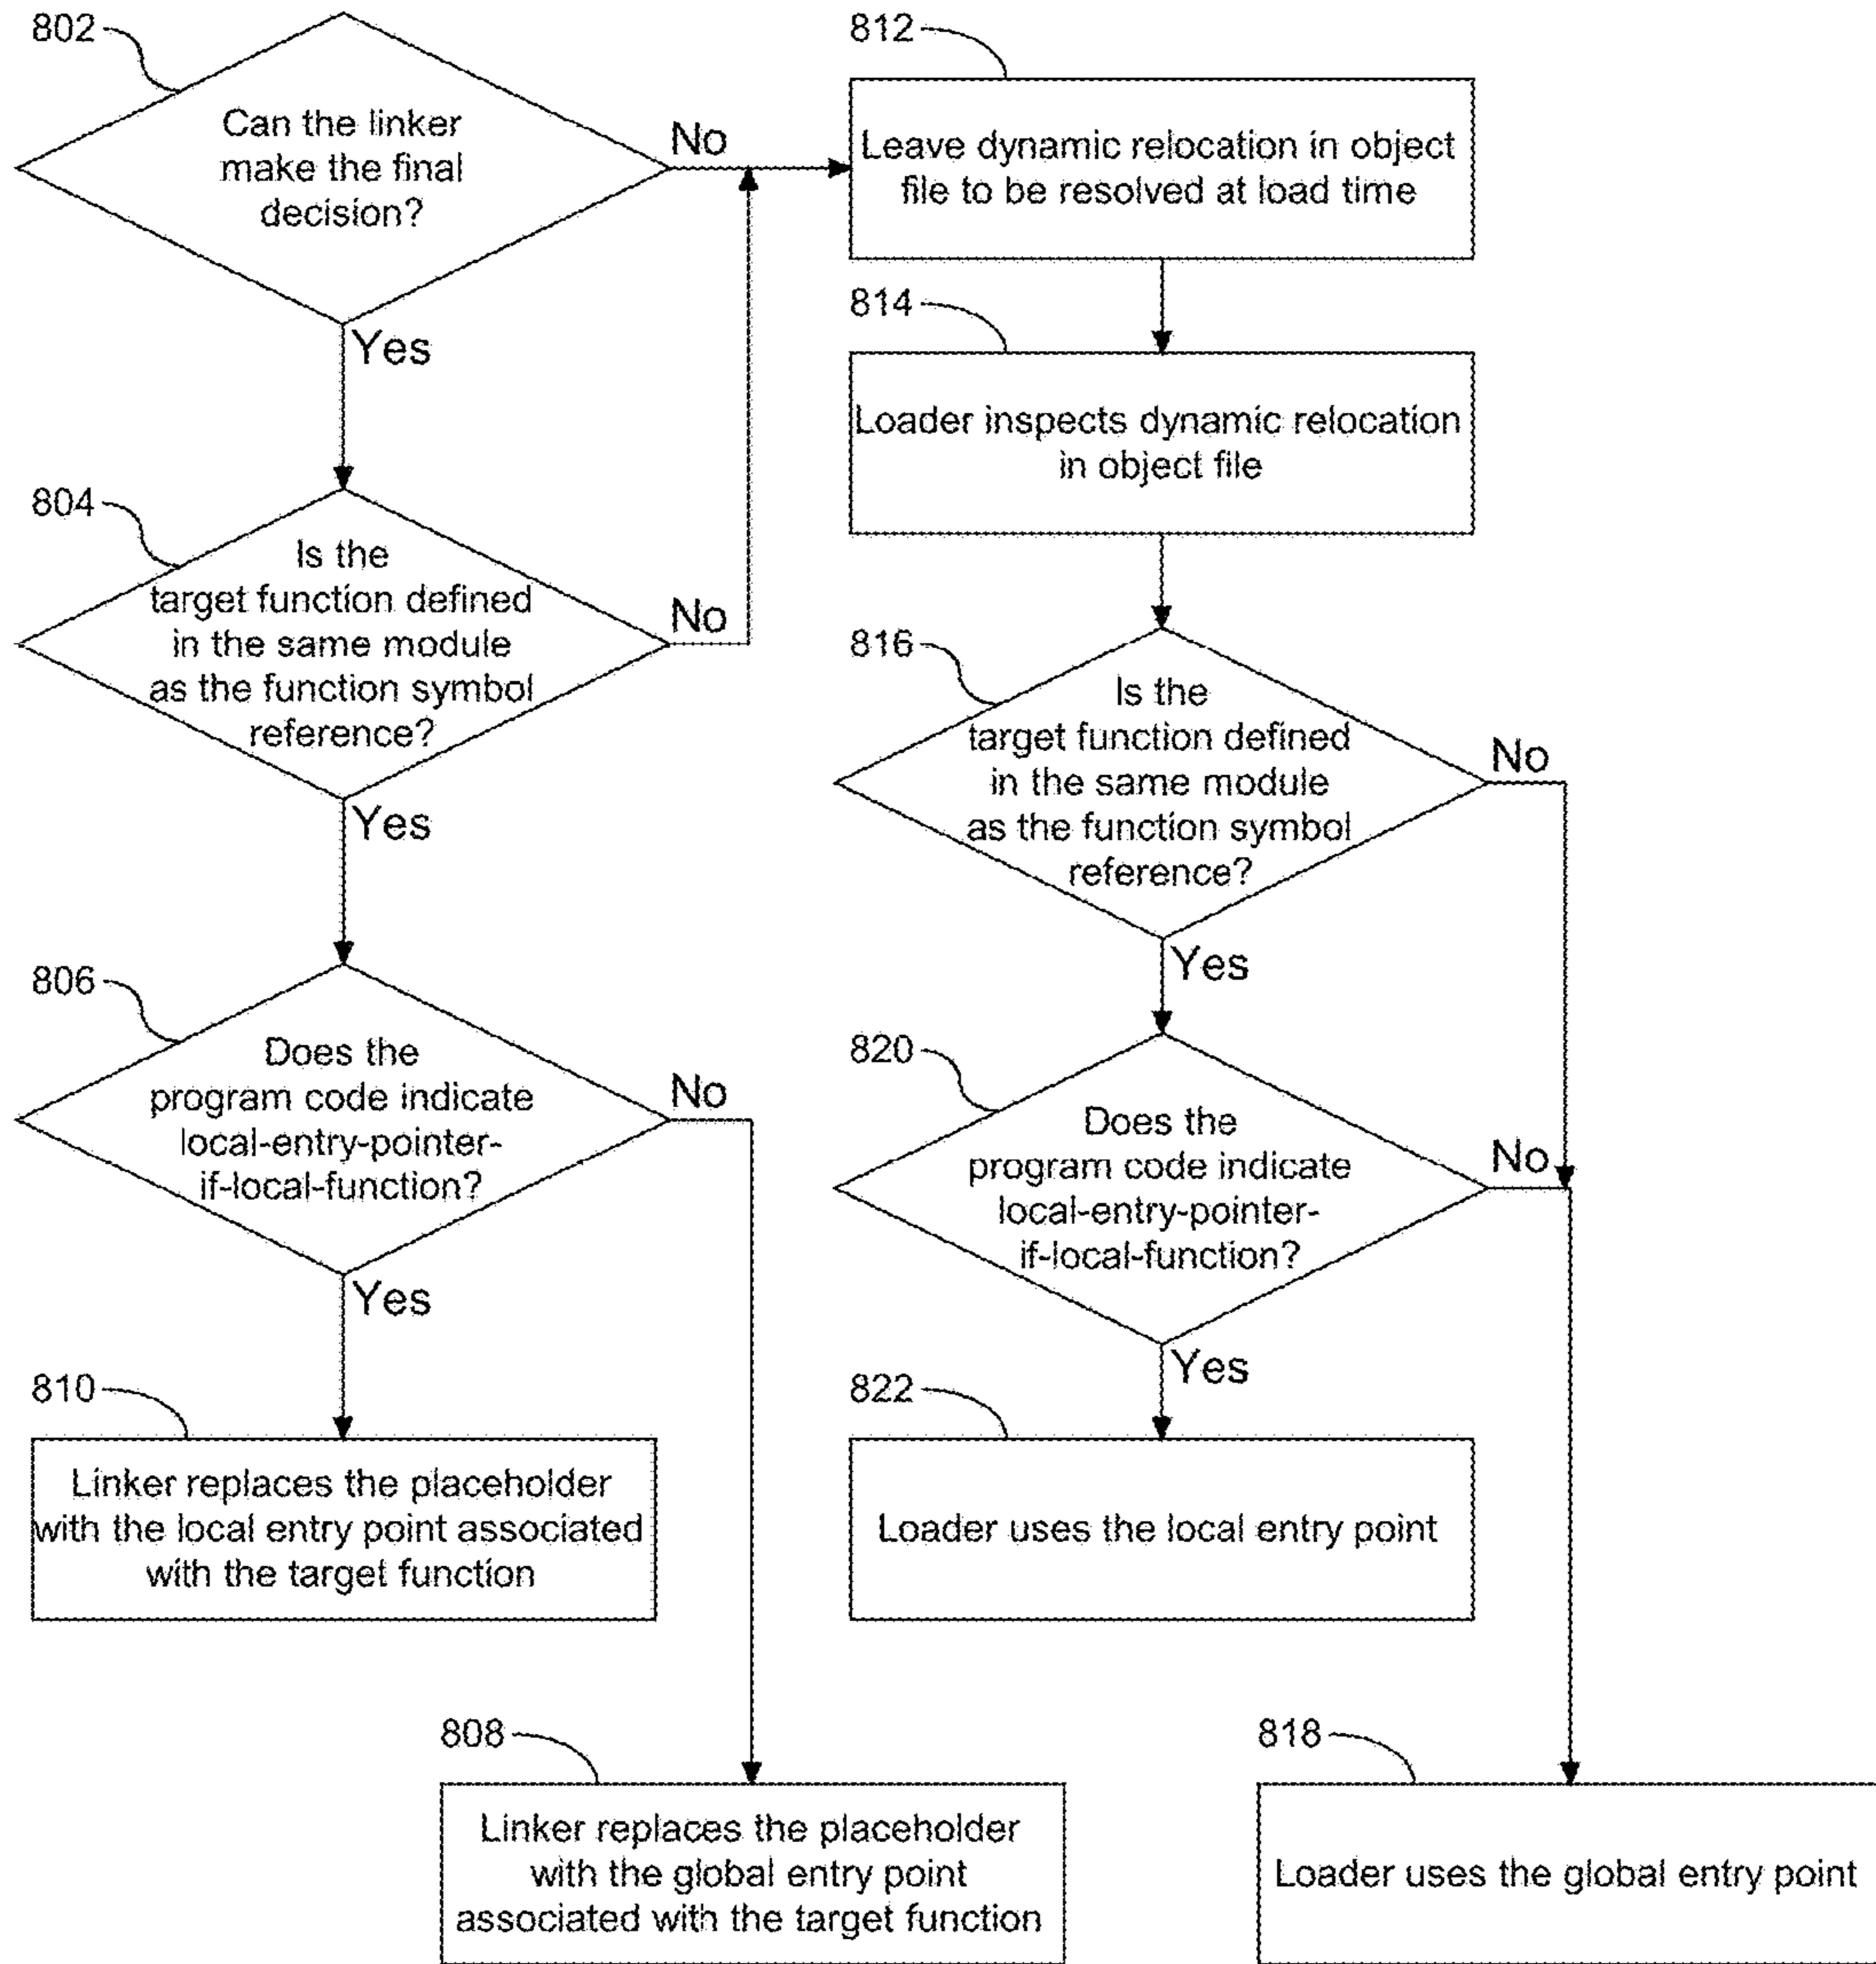 802
Can the linker
make the final
decision?
No
Yes
804
Is the
target function defined
in the same module
as the function symbol
reference?
No
Yes
806
Does the
program code indicate
local-entry-pointer-
if-local-function?
No
Yes
810
Linker replaces the placeholder
with the local entry point associated
with the target function
808
Linker replaces the placeholder
with the global entry point
associated with the target function
812
Leave dynamic relocation in object
file to be resolved at load time
814
Loader inspects dynamic relocation
in object file
816
Is the
target function defined
in the same module
as the function symbol
reference?
No
Yes
820
Does the
program code indicate
local-entry-pointer-
if-local-function?
No
Yes
822
Loader uses the local entry point
818
Loader uses the global entry point